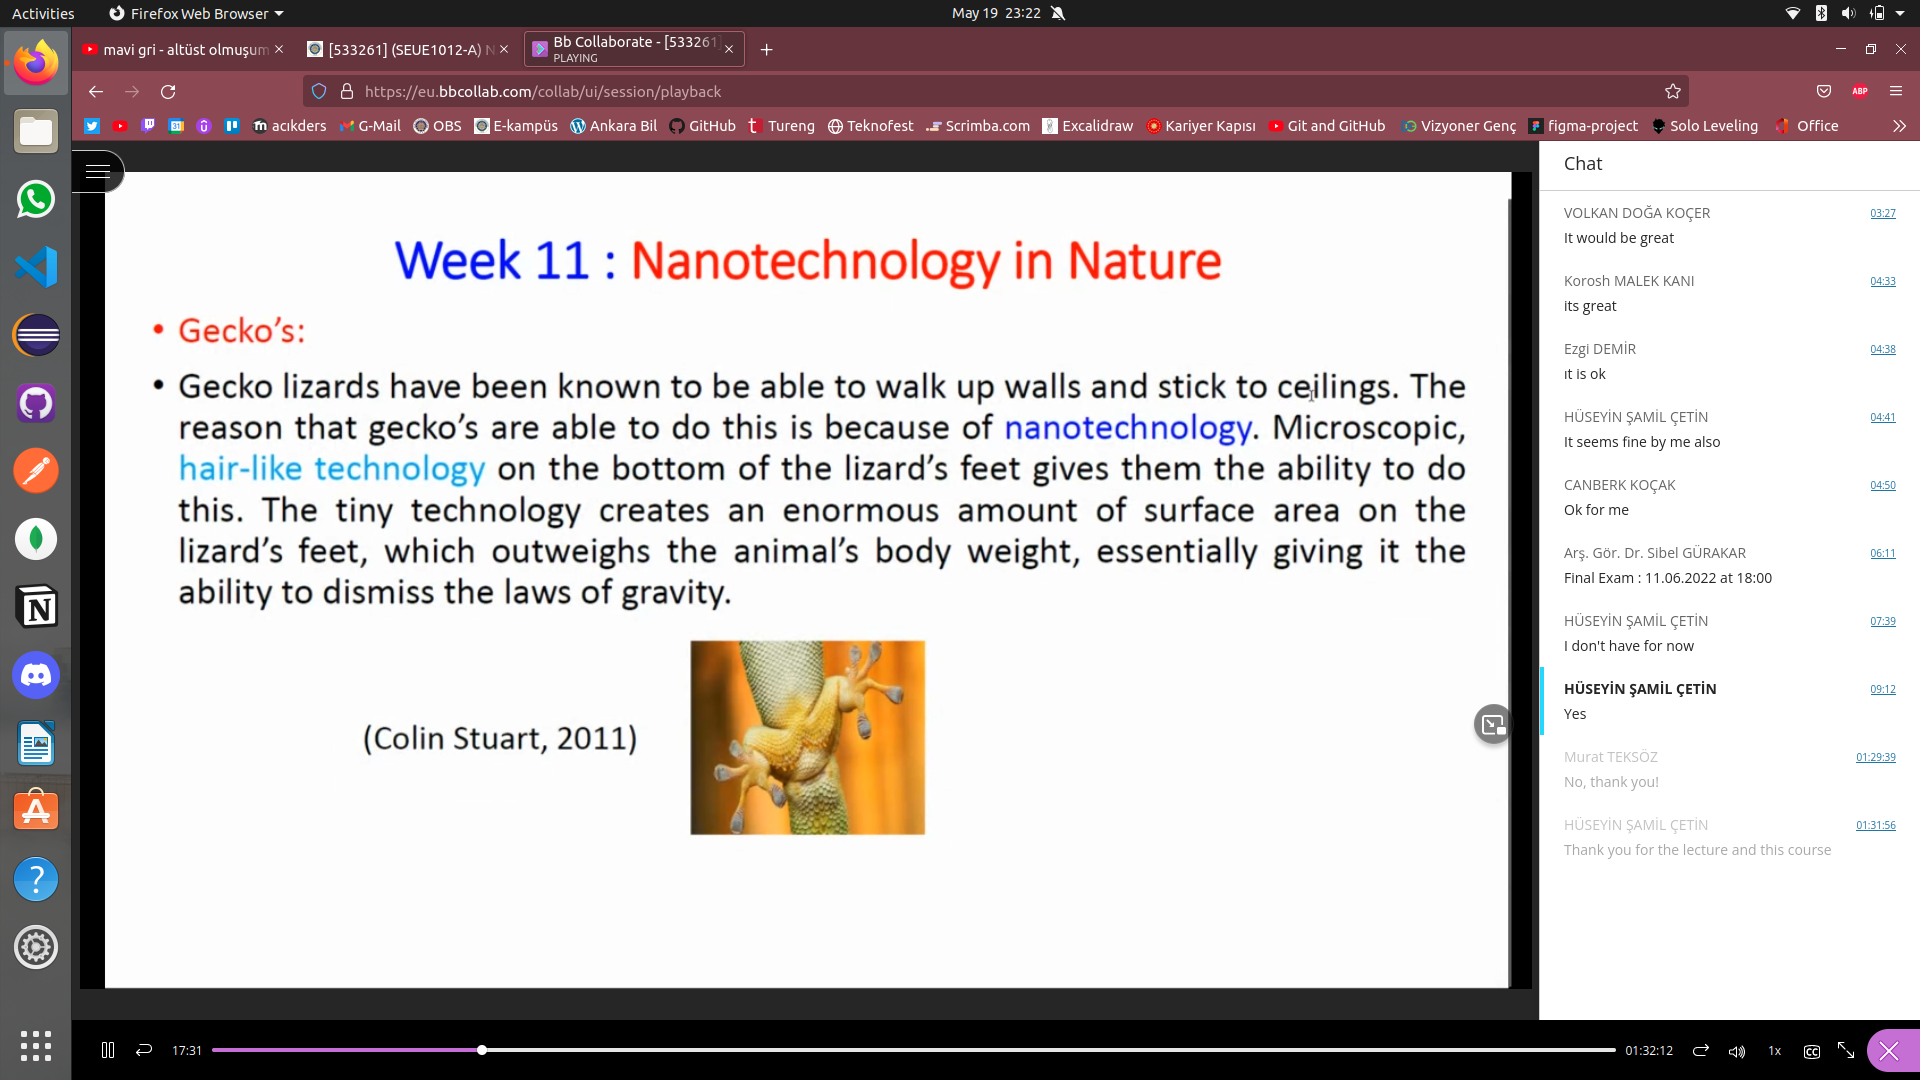 Activities
Firefox Web Browser
May 19 23:22
mavi gri - altüst olmuşum
[533261] (SEUE1012-A) N
Bb Collaborate - [533261]
PLAYING
https://eu.bbcollab.com/collab/ui/session/playback
ABP
acıkders
G-Mail
OBS
E-kampüs
Ankara Bil
GitHub
Tureng
Teknofest
Scrimba.com
Excalidraw
Kariyer Kapısı
Git and GitHub
Vizyoner Genç
figma-project
Solo Leveling
Office
Week 11 : Nanotechnology in Nature
• Gecko's:
• Gecko lizards have been known to be able to walk up walls and stick to ceilings. The
reason that gecko's are able to do this is because of nanotechnology. Microscopic,
hair-like technology on the bottom of the lizard's feet gives them the ability to do
this. The tiny technology creates an enormous amount of surface area on the
lizard's feet, which outweighs the animal's body weight, essentially giving it the
ability to dismiss the laws of gravity.
(Colin Stuart, 2011)
Chat
VOLKAN DOĞA KOÇER 03:27
It would be great
Korosh MALEK KANI 04:33
its great
Ezgi DEMİR 04:38
ıt is ok
HÜSEYİN ŞAMİL ÇETİN 04:41
It seems fine by me also
CANBERK KOÇAK 04:50
Ok for me
Arş. Gör. Dr. Sibel GÜRAKAR 06:11
Final Exam : 11.06.2022 at 18:00
HÜSEYİN ŞAMİL ÇETİN 07:39
I don't have for now
HÜSEYİN ŞAMİL ÇETİN 09:12
Yes
Murat TEKSÖZ 01:29:39
No, thank you!
HÜSEYİN ŞAMİL ÇETİN 01:31:56
Thank you for the lecture and this course
17:31
01:32:12
1x
CC